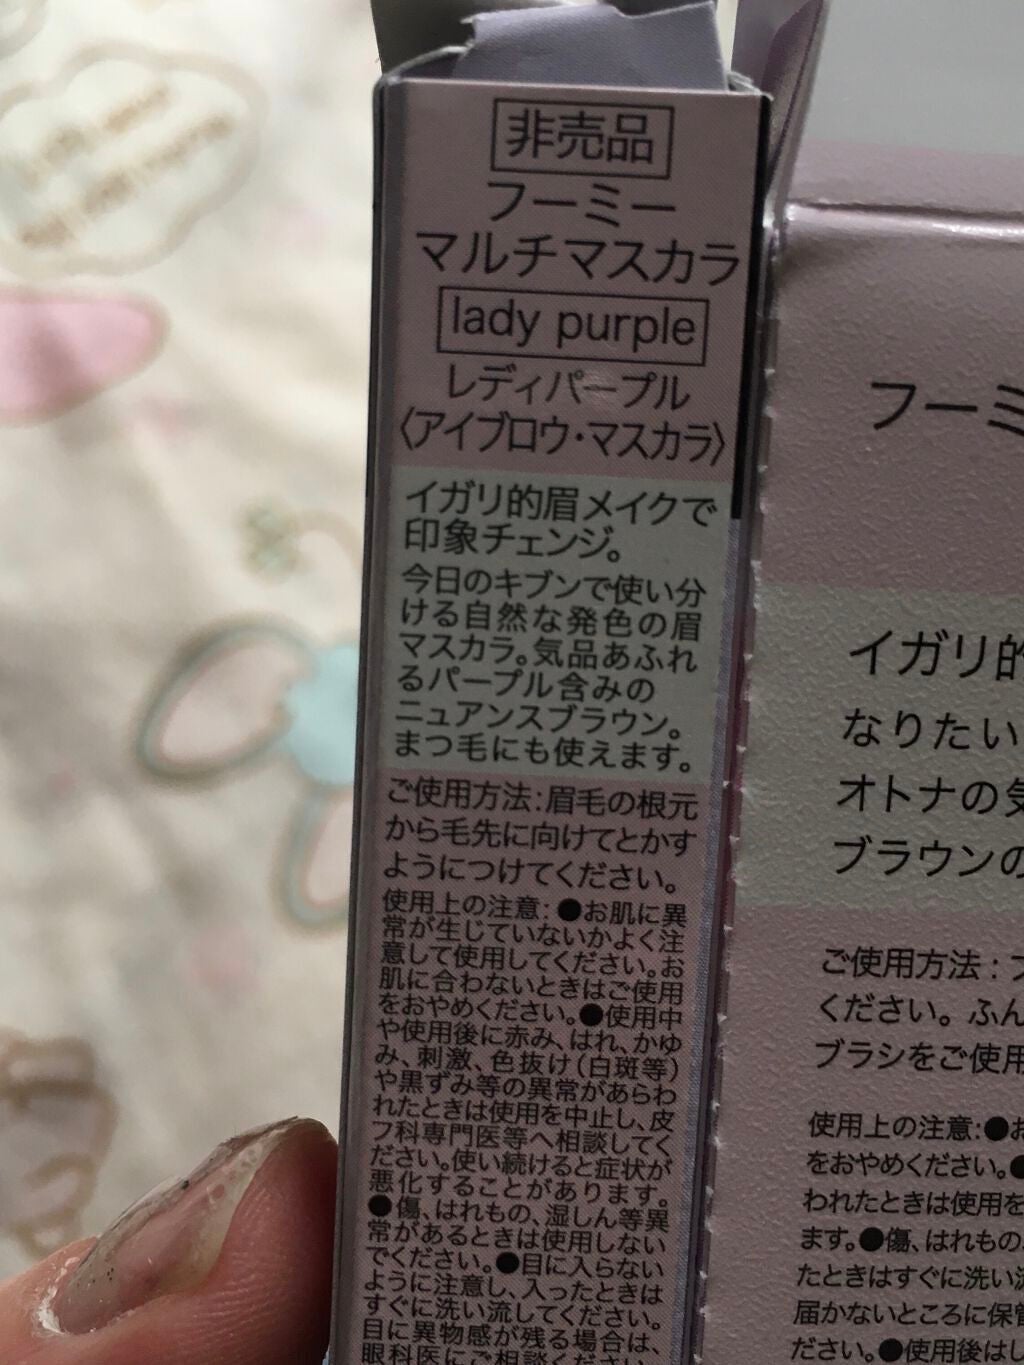 非売品
フーミー
マルチマスカラ
lady purple
レディパープル
〈アイブロウ・マスカラ〉
イガリ的眉メイクで
印象チェンジ。
今日のキブンで使い分
ける自然な発色の眉
マスカラ。気品あふれ
るパープル含みの
ニュアンスブラウン。
まつ毛にも使えます。
ご使用方法:眉毛の根元
から毛先に向けてとかす
ようにつけてください。
使用上の注意:●お肌に異
常が生じていないかよく注
意して使用してください。お
肌に合わないときはご使用
をおやめください。●使用中
や使用後に赤み、はれ、かゆ
み、刺激、色抜け(白斑等)
や黒ずみ等の異常があらわ
れたときは使用を中止し、皮
フ科専門医等へ相談してく
ださい。使い続けると症状が
悪化することがあります。
●傷、はれもの、湿しん等異
常があるときは使用しない
でください。●目に入らない
ように注意し、入ったときは
すぐに洗い流してください。
目に異物感が残る場合は、
眼科医にご相談ください。
フーミ
イガリ的
なりたい
オトナの気
ブラウンの
ご使用方法:ブ
ください。ふん
ブラシをご使用
使用上の注意:●お
をおやめください。●
われたときは使用を
ます。●傷、はれもの
たときはすぐに洗い流
届かないところに保管
ださい。●使用後はし